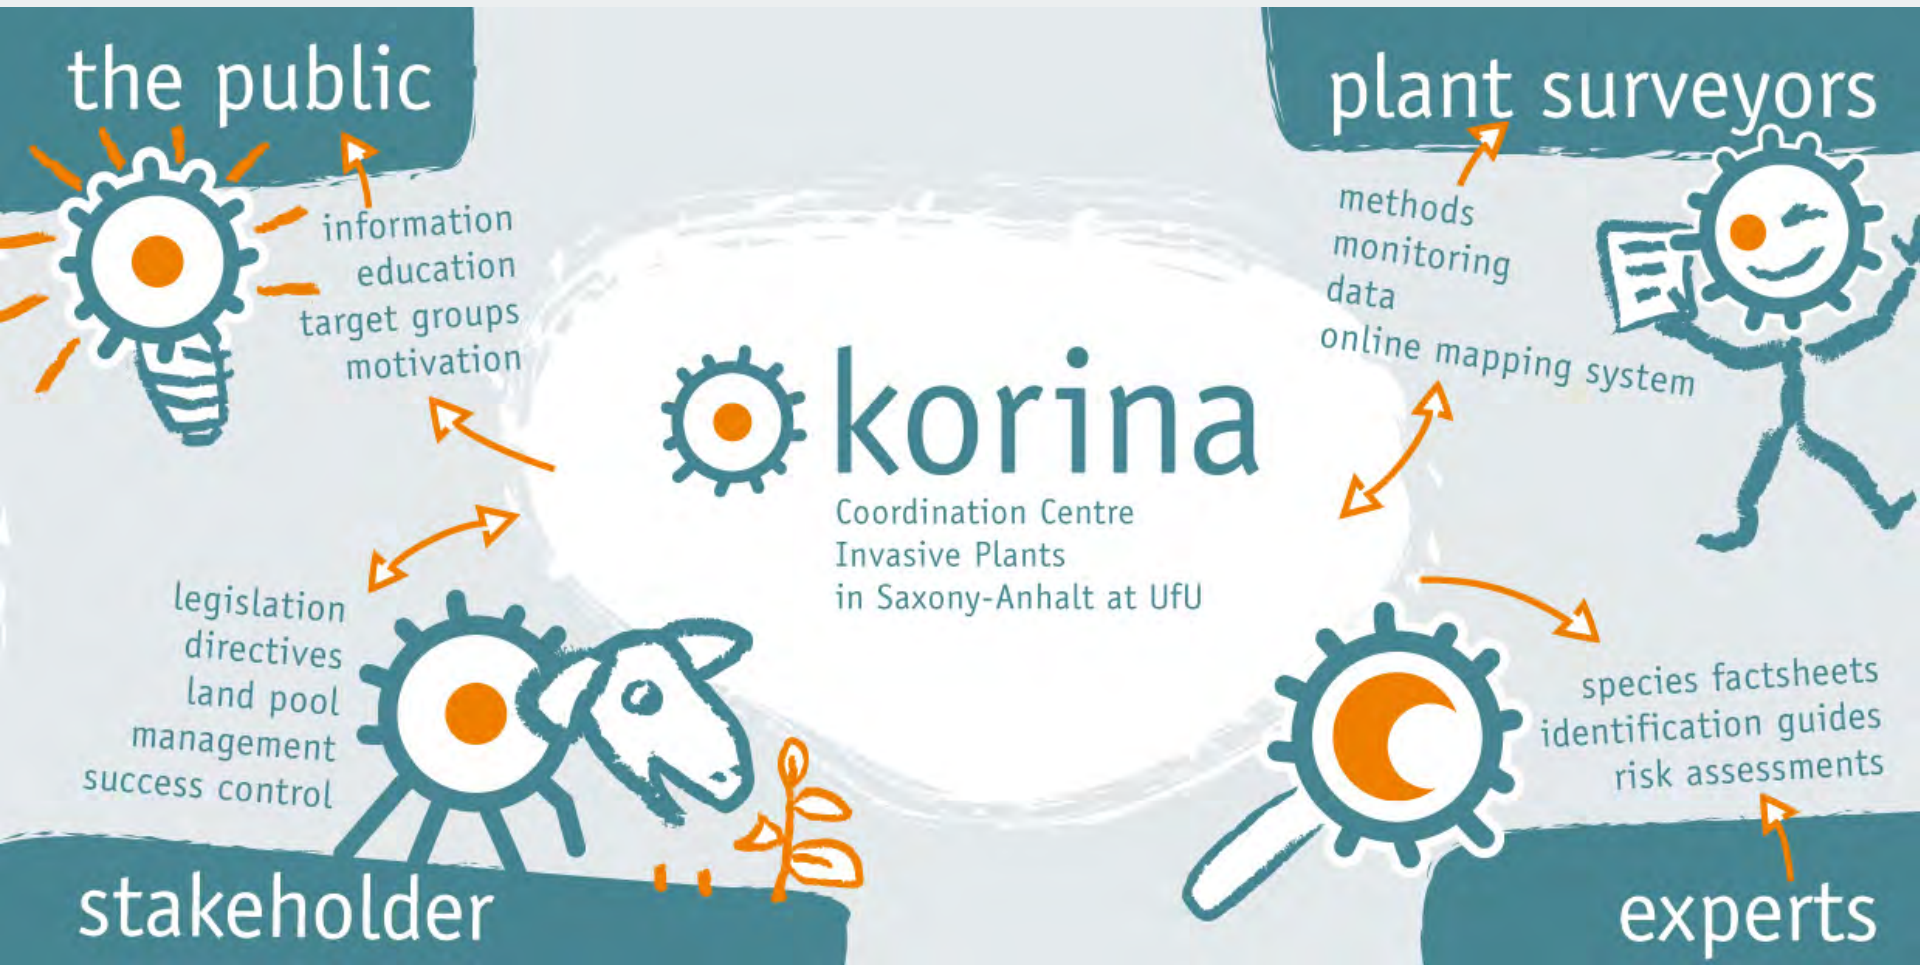 the public
information
education
target groups
motivation
plant surveyors
methods
monitoring
data
online mapping system
korina
Coordination Centre
Invasive Plants
in Saxony-Anhalt at UfU
legislation
directives
land pool
management
success control
stakeholder
species factsheets
identification guides
risk assessments
experts